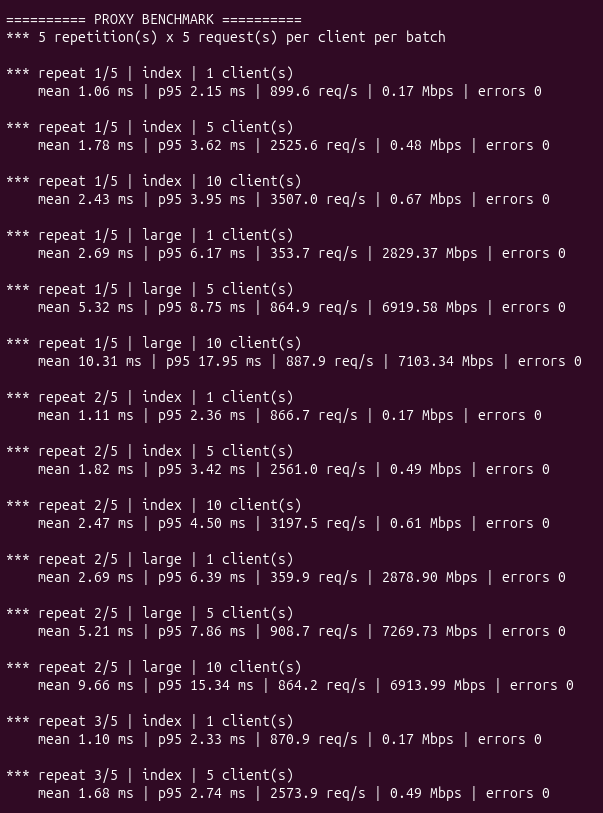 ========== PROXY BENCHMARK ==========
*** 5 repetition(s) x 5 request(s) per client per batch
*** repeat 1/5 | index | 1 client(s)
mean 1.06 ms | p95 2.15 ms | 899.6 req/s | 0.17 Mbps | errors 0
*** repeat 1/5 | index | 5 client(s)
mean 1.78 ms | p95 3.62 ms | 2525.6 req/s | 0.48 Mbps | errors 0
*** repeat 1/5 | index | 10 client(s)
mean 2.43 ms | p95 3.95 ms | 3507.0 req/s | 0.67 Mbps | errors 0
*** repeat 1/5 | large | 1 client(s)
mean 2.69 ms | p95 6.17 ms | 353.7 req/s | 2829.37 Mbps | errors 0
*** repeat 1/5 | large | 5 client(s)
mean 5.32 ms | p95 8.75 ms | 864.9 req/s | 6919.58 Mbps | errors 0
*** repeat 1/5 | large | 10 client(s)
mean 10.31 ms | p95 17.95 ms | 887.9 req/s | 7103.34 Mbps | errors 0
*** repeat 2/5 | index | 1 client(s)
mean 1.11 ms | p95 2.36 ms | 866.7 req/s | 0.17 Mbps | errors 0
*** repeat 2/5 | index | 5 client(s)
mean 1.82 ms | p95 3.42 ms | 2561.0 req/s | 0.49 Mbps | errors 0
*** repeat 2/5 | index | 10 client(s)
mean 2.47 ms | p95 4.50 ms | 3197.5 req/s | 0.61 Mbps | errors 0
*** repeat 2/5 | large | 1 client(s)
mean 2.69 ms | p95 6.39 ms | 359.9 req/s | 2878.90 Mbps | errors 0
*** repeat 2/5 | large | 5 client(s)
mean 5.21 ms | p95 7.86 ms | 908.7 req/s | 7269.73 Mbps | errors 0
*** repeat 2/5 | large | 10 client(s)
mean 9.66 ms | p95 15.34 ms | 864.2 req/s | 6913.99 Mbps | errors 0
*** repeat 3/5 | index | 1 client(s)
mean 1.10 ms | p95 2.33 ms | 870.9 req/s | 0.17 Mbps | errors 0
*** repeat 3/5 | index | 5 client(s)
mean 1.68 ms | p95 2.74 ms | 2573.9 req/s | 0.49 Mbps | errors 0